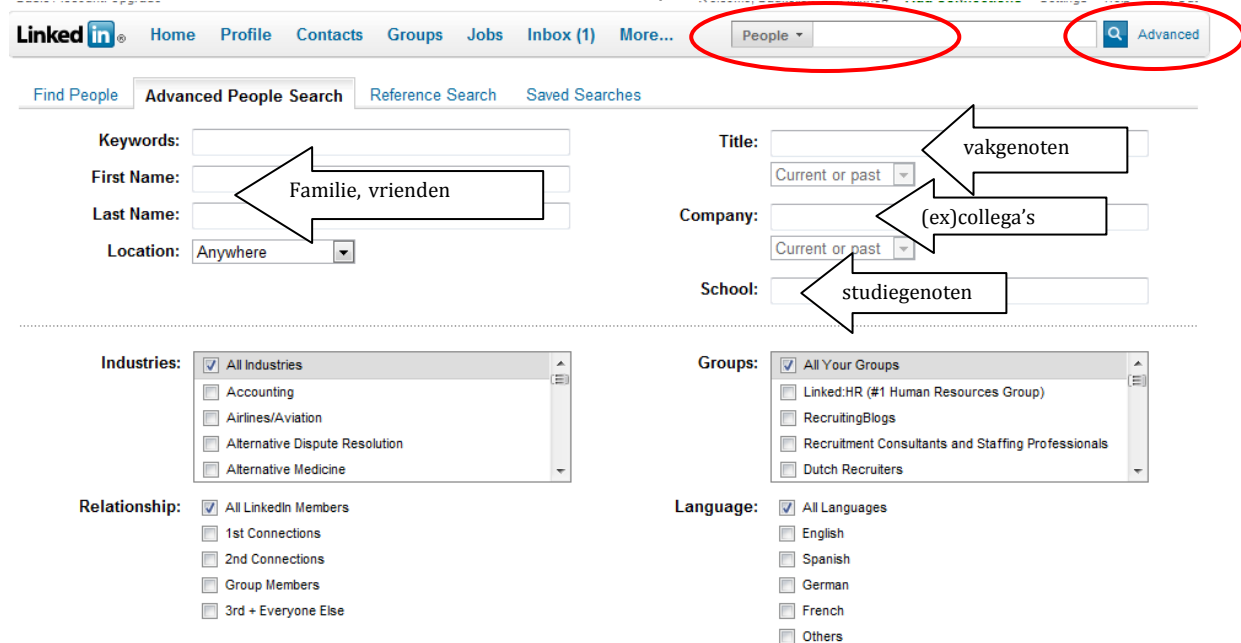 Linked in ® Home Profile Contacts Groups Jobs Inbox (1) More... People Advanced
Find People Advanced People Search Reference Search Saved Searches
Keywords:
First Name:
Last Name:
Familie, vrienden
Location: Anywhere
Title:
vakgenoten
Current or past
Company:
(ex)collega’s
Current or past
School:
studiegenoten
Industries:
All Industries
Accounting
Airlines/Aviation
Alternative Dispute Resolution
Alternative Medicine
Groups:
All Your Groups
Linked:HR (#1 Human Resources Group)
RecruitingBlogs
Recruitment Consultants and Staffing Professionals
Dutch Recruiters
Relationship:
All LinkedIn Members
1st Connections
2nd Connections
Group Members
3rd + Everyone Else
Language:
All Languages
English
Spanish
German
French
Others